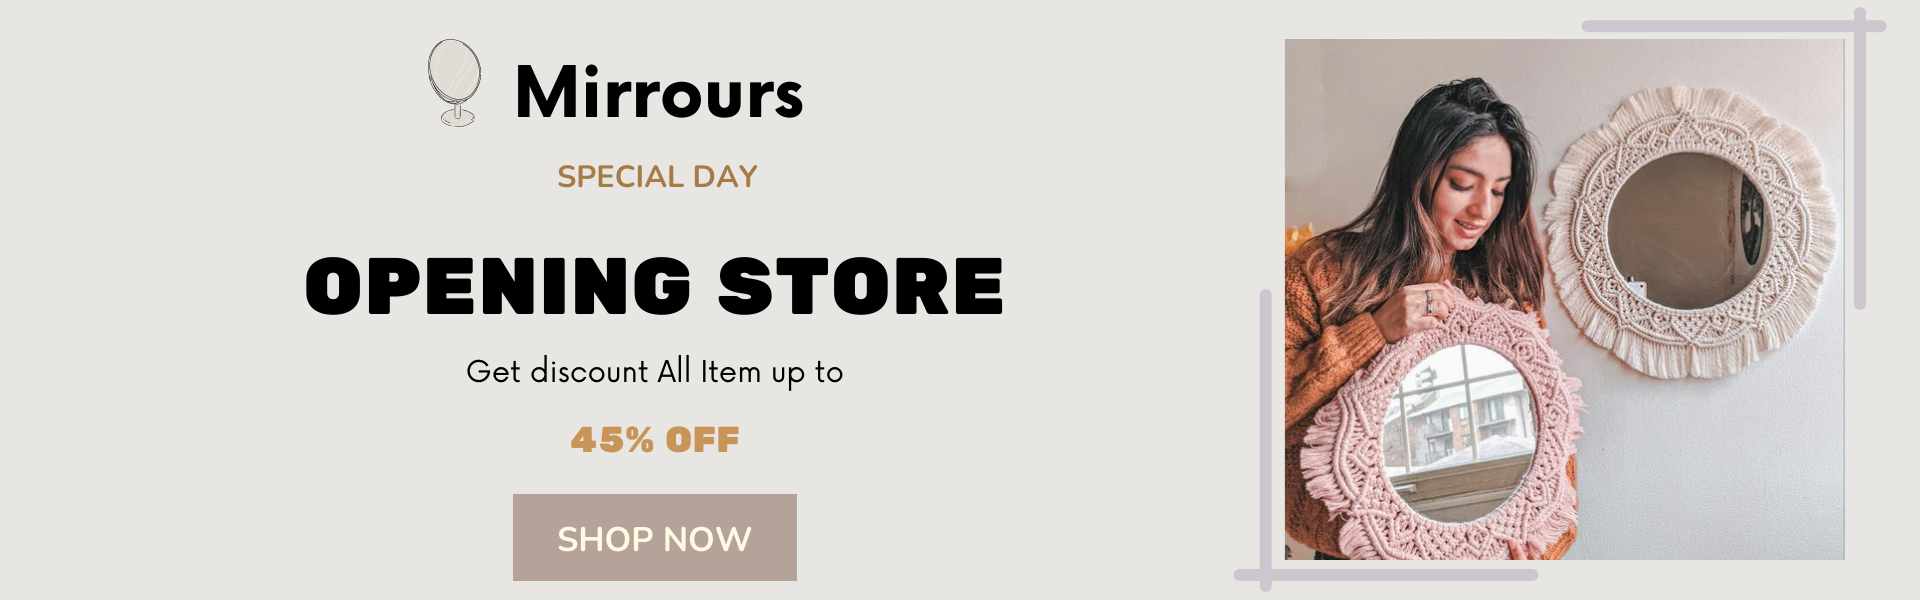 Mirrours
SPECIAL DAY
OPENING STORE
Get discount All Item up to
45% OFF
SHOP NOW